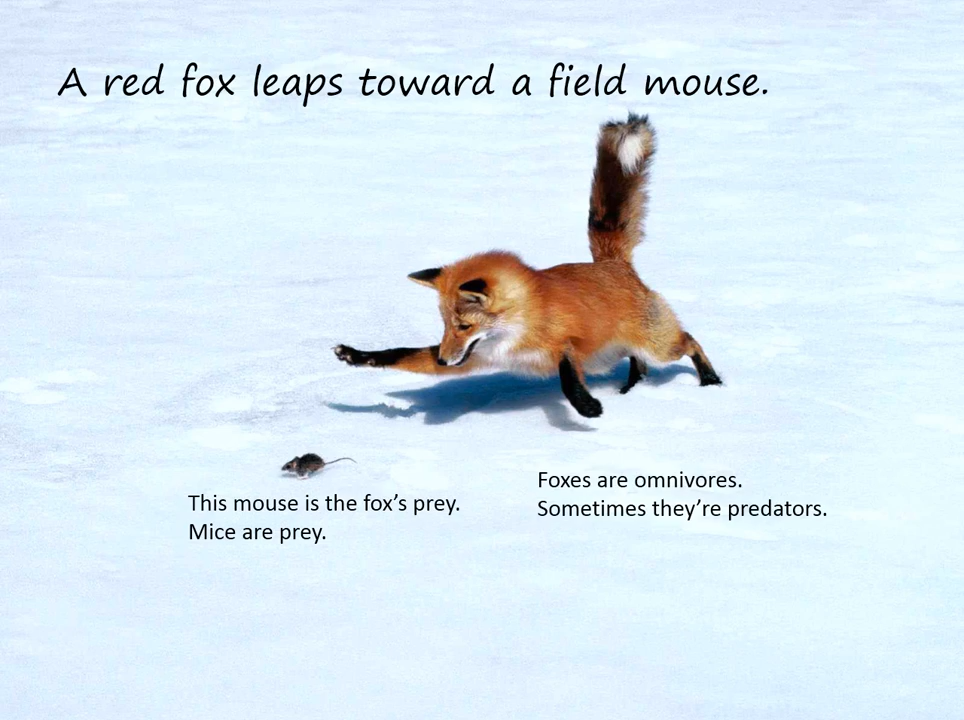 A red fox leaps toward a field mouse.
This mouse is the fox’s prey.
Mice are prey.
Foxes are omnivores.
Sometimes they’re predators.